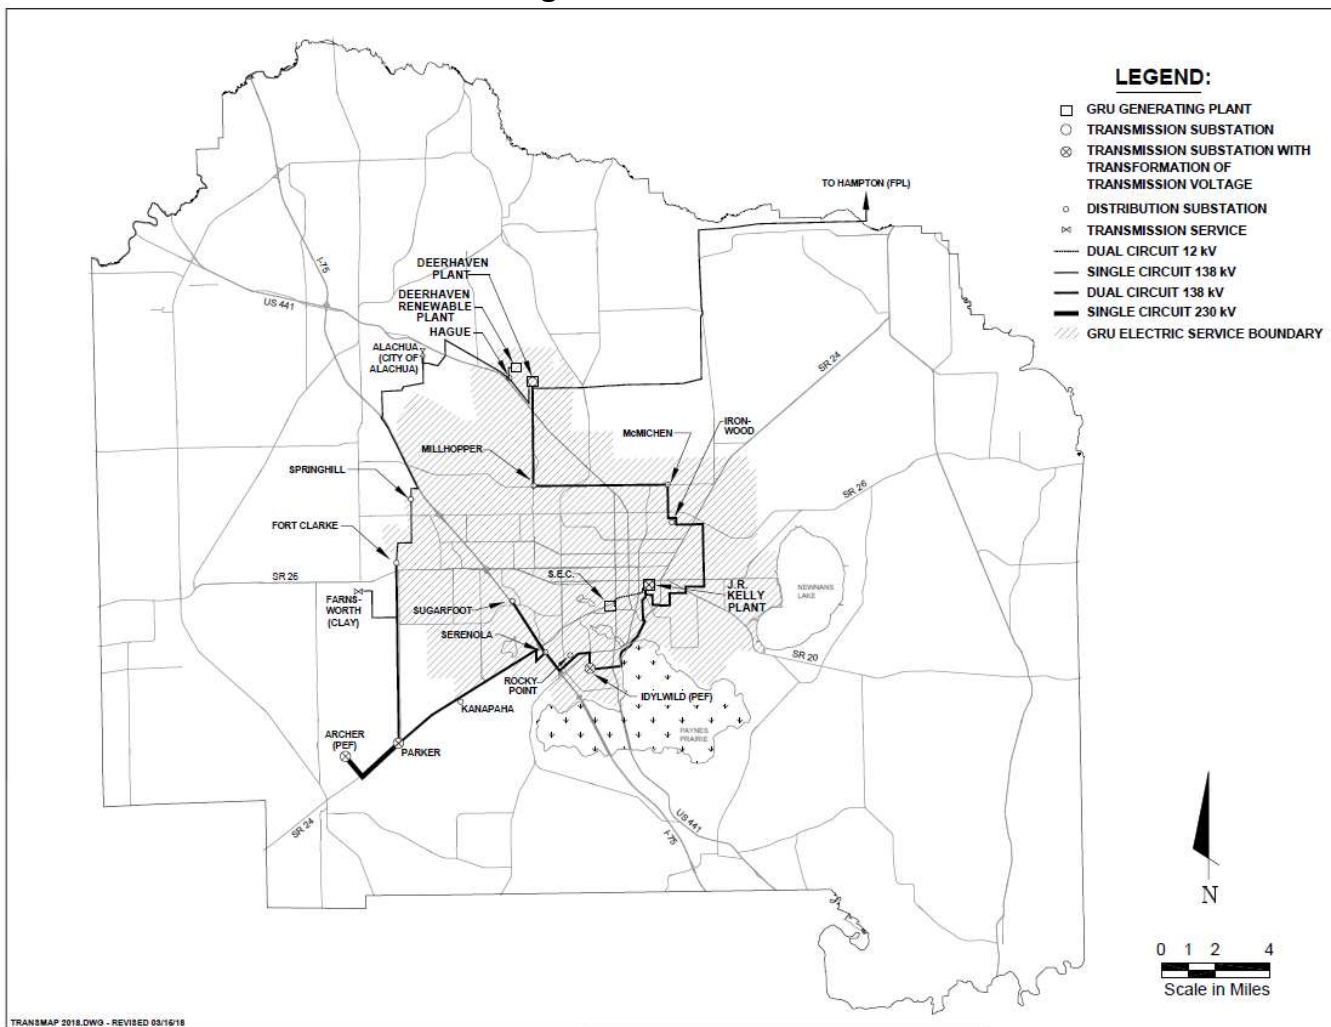 LEGEND:
GRU GENERATING PLANT
TRANSMISSION SUBSTATION
TRANSMISSION SUBSTATION WITH
TRANSFORMATION OF
TRANSMISSION VOLTAGE
DISTRIBUTION SUBSTATION
TRANSMISSION SERVICE
DUAL CIRCUIT 12 kV
SINGLE CIRCUIT 138 kV
DUAL CIRCUIT 138 kV
SINGLE CIRCUIT 230 kV
GRU ELECTRIC SERVICE BOUNDARY
TO HAMPTON (FPL)
I-75
US 441
DEERHAVEN
PLANT
DEERHAVEN
RENEWABLE
PLANT
HAGUE
ALACHUA
(CITY OF
ALACHUA)
SR 24
IRON-
WOOD
McMICHEN
MILLHOPPER
SPRINGHILL
SR 26
FORT CLARKE
SR 26
S.E.C.
J.R.
KELLY
PLANT
NEWNANS
LAKE
FARNS-
WORTH
(CLAY)
SUGARFOOT
SERENOLA
SR 20
ROCKY
POINT
IDYLWILD (PEF)
KANAPAHA
PAYNES
PRAIRIE
ARCHER
(PEF)
PARKER
SR 24
US 441
I-75
N
0 1 2 4
Scale in Miles
TRANSMAP 2018.DWG - REVISED 03/16/18